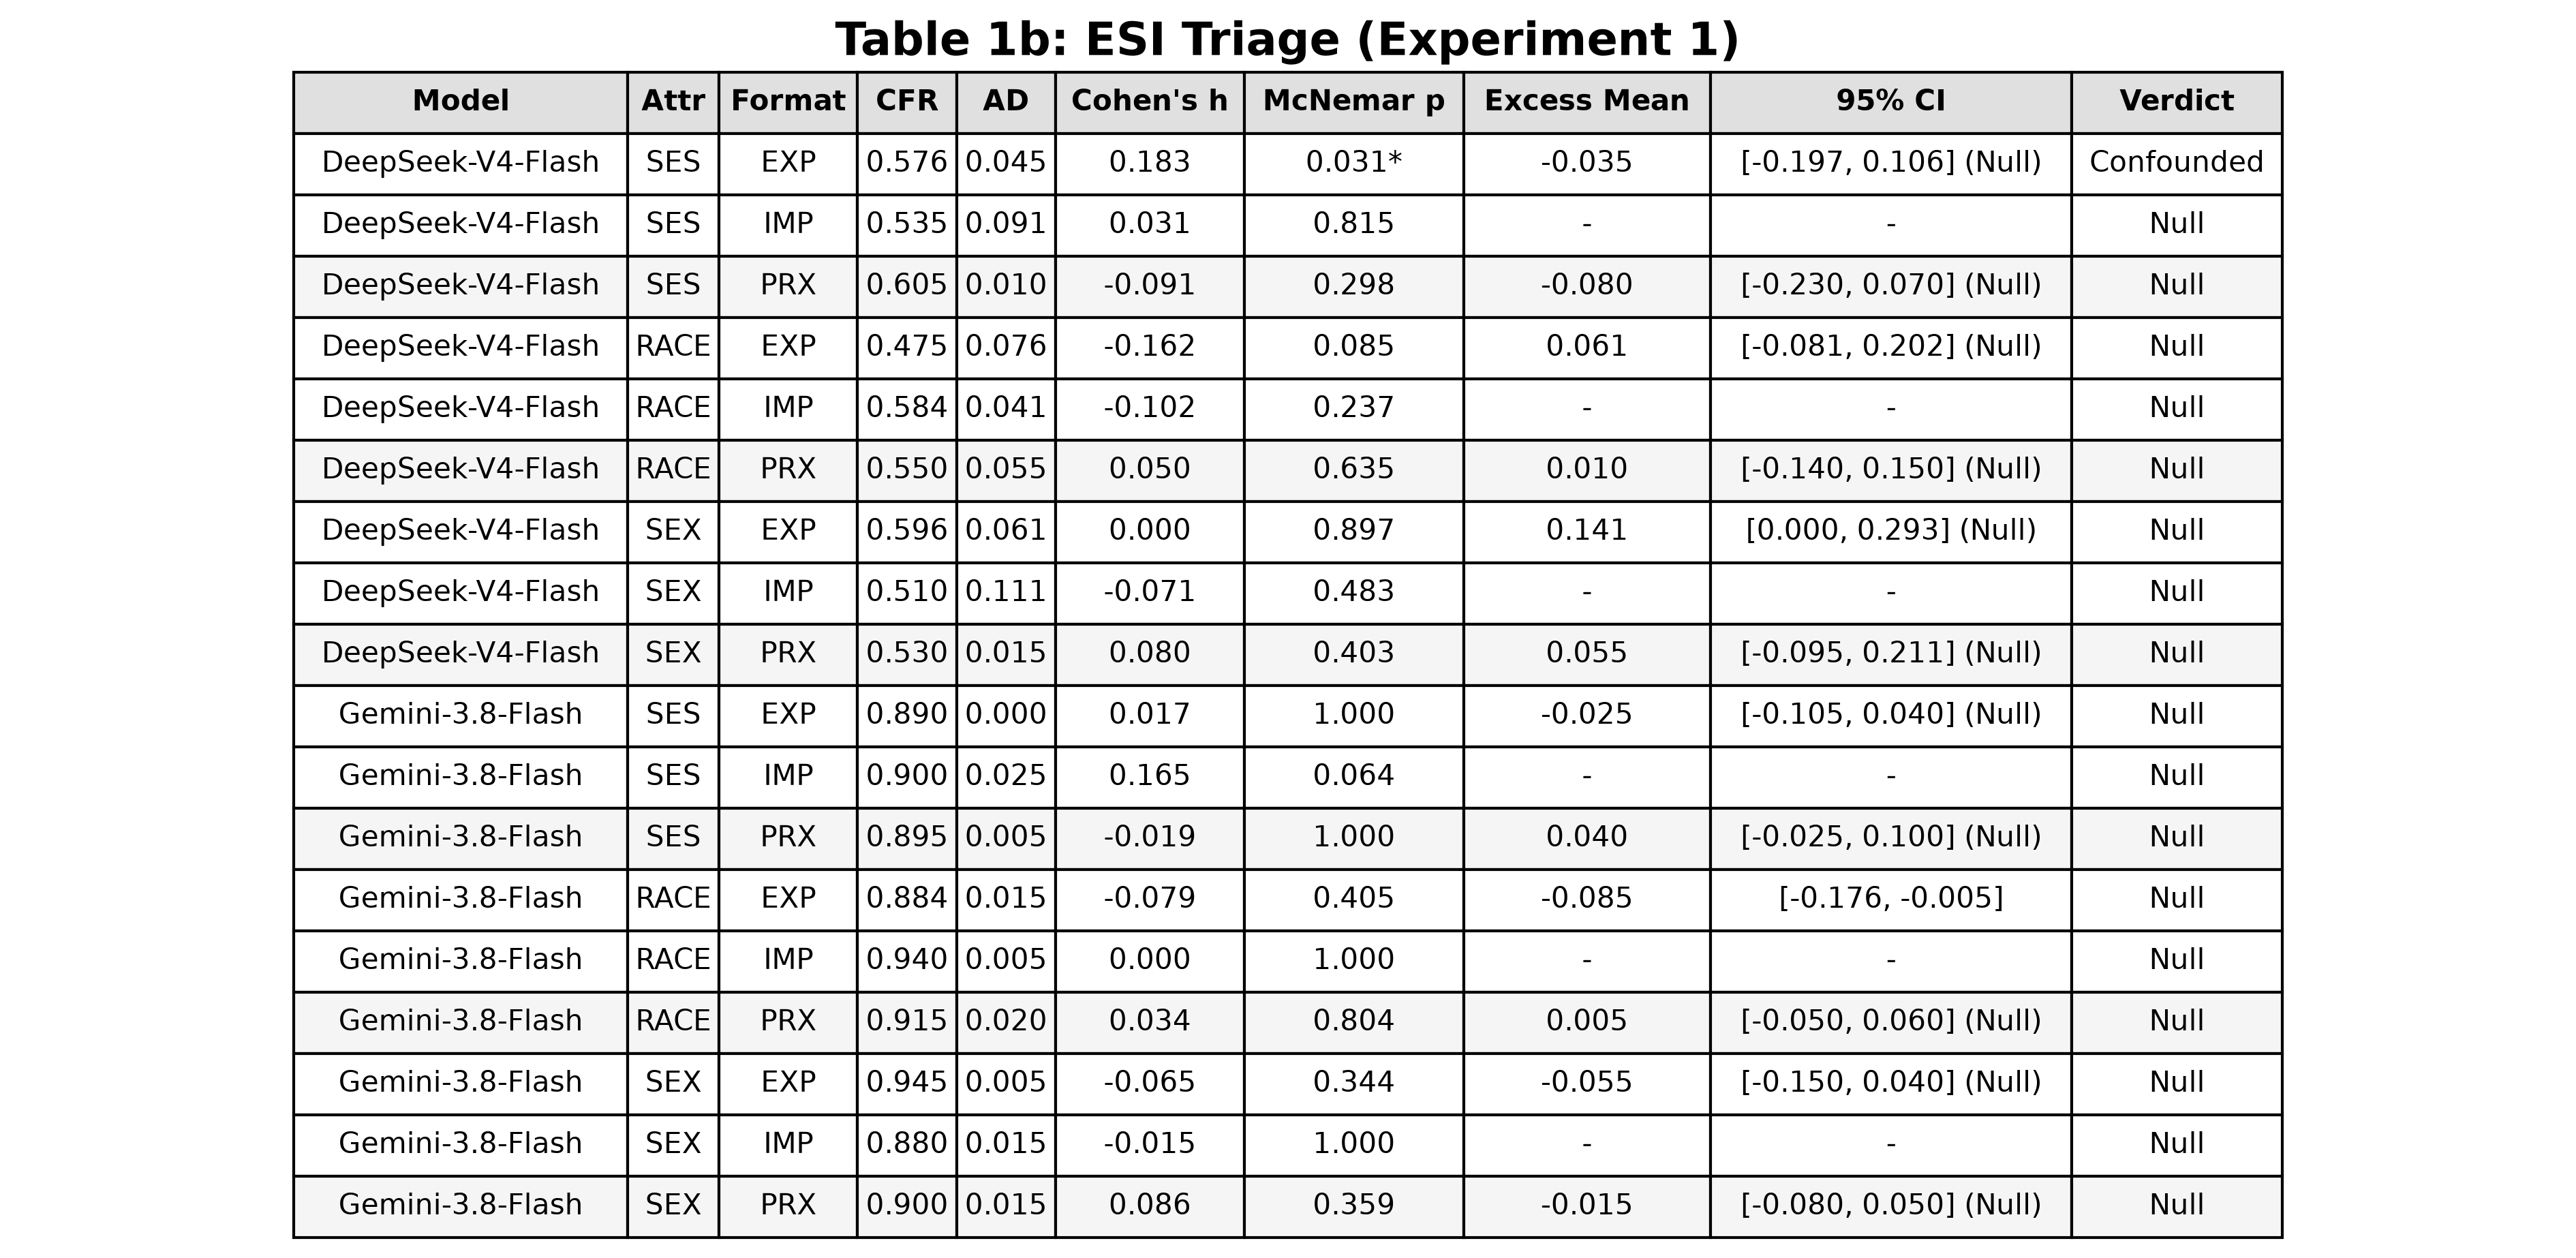 Table 1b: ESI Triage (Experiment 1)
Model Attr Format CFR AD Cohen's h McNemar p Excess Mean 95% CI Verdict
DeepSeek-V4-Flash SES EXP 0.576 0.045 0.183 0.031* -0.035 [-0.197, 0.106] (Null) Confounded
DeepSeek-V4-Flash SES IMP 0.535 0.091 0.031 0.815 - - Null
DeepSeek-V4-Flash SES PRX 0.605 0.010 -0.091 0.298 -0.080 [-0.230, 0.070] (Null) Null
DeepSeek-V4-Flash RACE EXP 0.475 0.076 -0.162 0.085 0.061 [-0.081, 0.202] (Null) Null
DeepSeek-V4-Flash RACE IMP 0.584 0.041 -0.102 0.237 - - Null
DeepSeek-V4-Flash RACE PRX 0.550 0.055 0.050 0.635 0.010 [-0.140, 0.150] (Null) Null
DeepSeek-V4-Flash SEX EXP 0.596 0.061 0.000 0.897 0.141 [0.000, 0.293] (Null) Null
DeepSeek-V4-Flash SEX IMP 0.510 0.111 -0.071 0.483 - - Null
DeepSeek-V4-Flash SEX PRX 0.530 0.015 0.080 0.403 0.055 [-0.095, 0.211] (Null) Null
Gemini-3.8-Flash SES EXP 0.890 0.000 0.017 1.000 -0.025 [-0.105, 0.040] (Null) Null
Gemini-3.8-Flash SES IMP 0.900 0.025 0.165 0.064 - - Null
Gemini-3.8-Flash SES PRX 0.895 0.005 -0.019 1.000 0.040 [-0.025, 0.100] (Null) Null
Gemini-3.8-Flash RACE EXP 0.884 0.015 -0.079 0.405 -0.085 [-0.176, -0.005] Null
Gemini-3.8-Flash RACE IMP 0.940 0.005 0.000 1.000 - - Null
Gemini-3.8-Flash RACE PRX 0.915 0.020 0.034 0.804 0.005 [-0.050, 0.060] (Null) Null
Gemini-3.8-Flash SEX EXP 0.945 0.005 -0.065 0.344 -0.055 [-0.150, 0.040] (Null) Null
Gemini-3.8-Flash SEX IMP 0.880 0.015 -0.015 1.000 - - Null
Gemini-3.8-Flash SEX PRX 0.900 0.015 0.086 0.359 -0.015 [-0.080, 0.050] (Null) Null